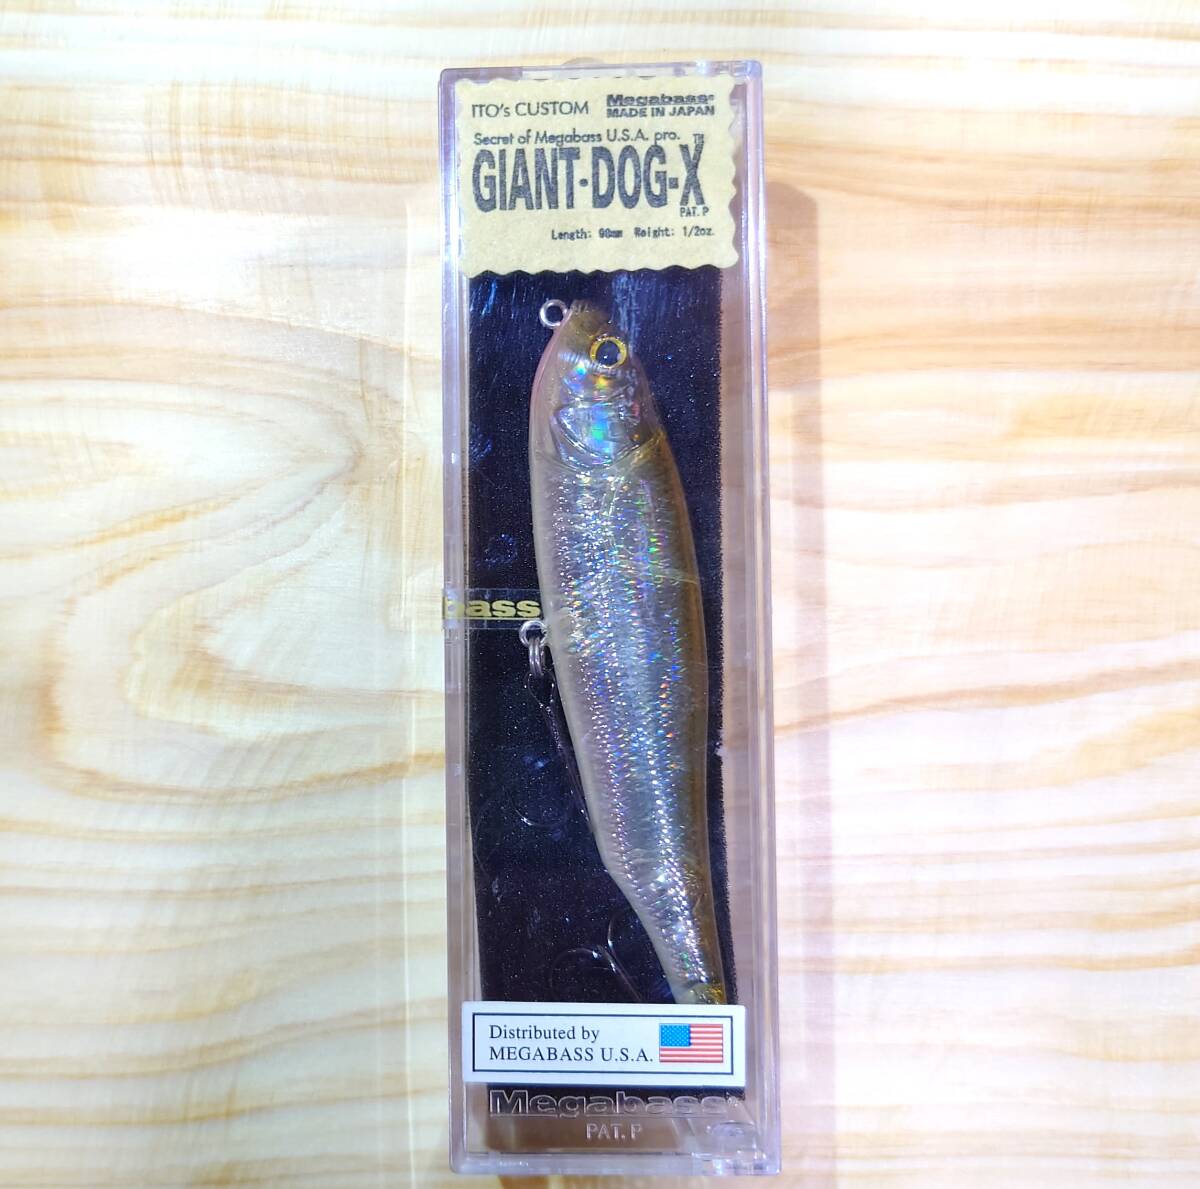 ITO's CUSTOM Megabass®
MADE IN JAPAN
Secret of Megabass U.S.A. pro.
GIANT-DOG-X™
PAT. P
Length: 98mm Weight: 1/2oz.
bass
Distributed by
MEGABASS U.S.A.
Megabass®
PAT. P